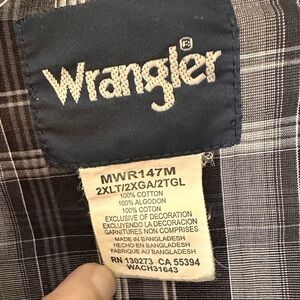 Wrangler
MWR147M
2XLT/2XGA/2TGL
100% COTTON
100% ALGODON
100% COTON
EXCLUSIVE OF DECORATION
EXCLUYENDO LA DECORACION
GARNITURES NON COMPRISES
MADE IN BANGLADESH
HECHO EN BANGLADESH
FABRIQUE AU BANGLADESH
RN 130273 CA 55394
WACH31643